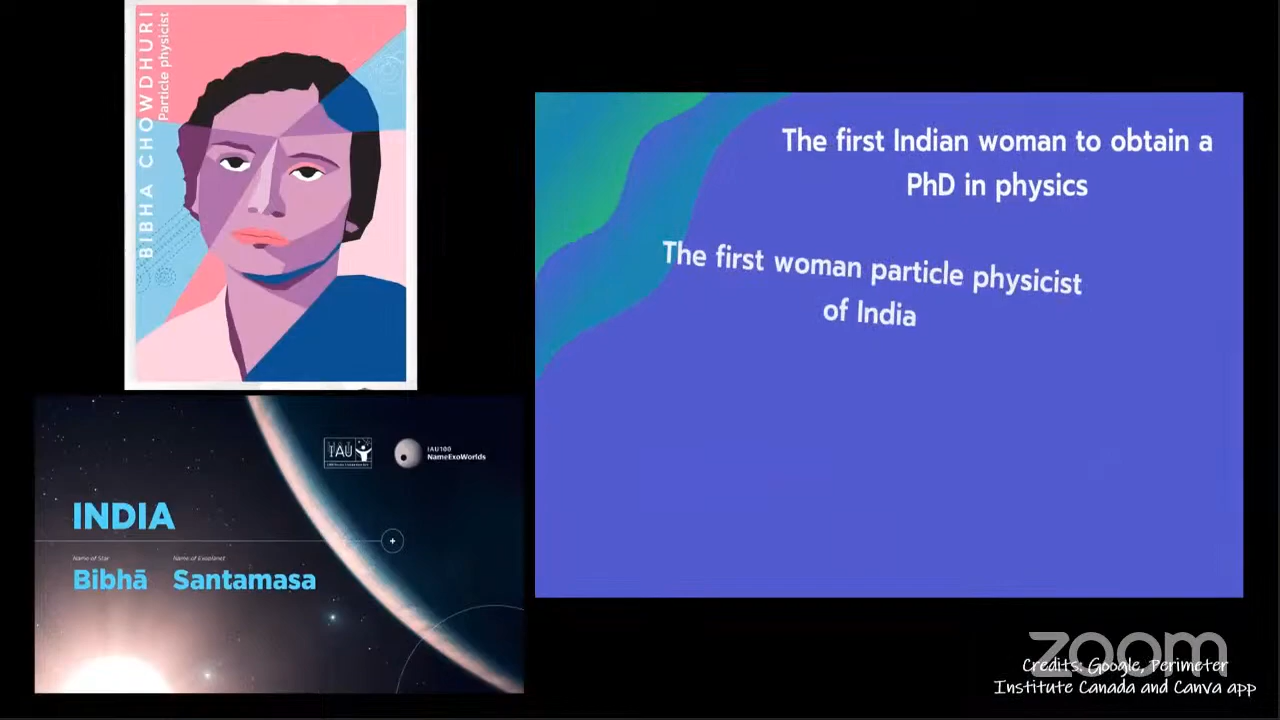 BIBHA CHOWDHURI
Particle physicist
The first Indian woman to obtain a
PhD in physics
The first woman particle physicist
of India
IAU
IAU100
NameExoWorlds
INDIA
Name of Star Name of Exoplanet
Bibhā Santamasa
zoom
Credits: Google, Perimeter
Institute Canada and Canva app